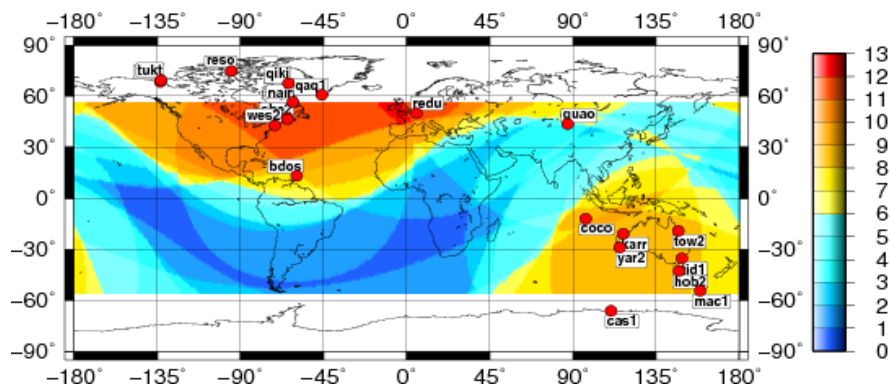 −180° −135° −90° −45° 0° 45° 90° 135° 180°
90° 90°
tukt reso qiki qaq1
nain
60° 60°
wes2 redu guao
30° 30°
bdos
0° 0°
coco karr tow2
−30° −30°
yar2 tid1 hob2
−60° mac1 −60°
cas1
−90° −90°
−180° −135° −90° −45° 0° 45° 90° 135° 180°
13
12
11
10
9
8
7
6
5
4
3
2
1
0